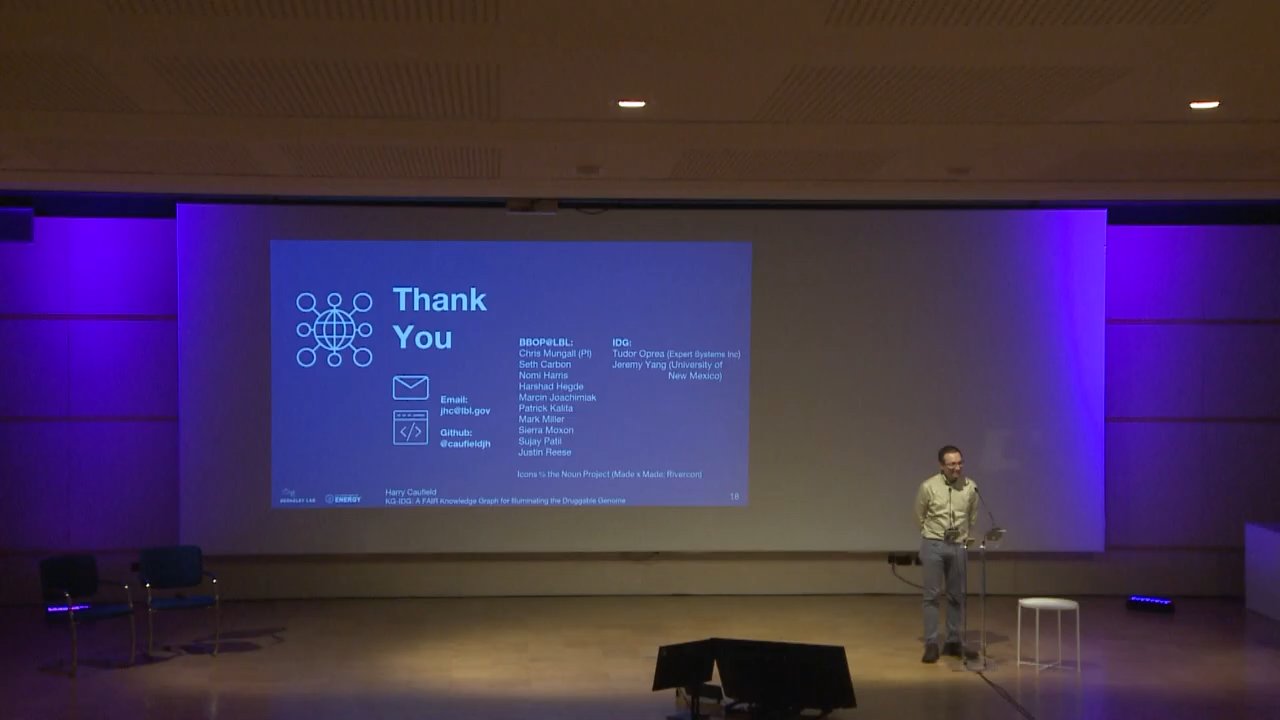 Thank
You
Email:
jhc@lbl.gov
Github:
@caufieldjh
BBOP@LBL:
Chris Mungall (PI)
Seth Carbon
Nomi Harris
Harshad Hegde
Marcin Joachimiak
Patrick Kalita
Mark Miller
Sierra Moxon
Sujay Patil
Justin Reese
IDG:
Tudor Oprea (Expert Systems Inc)
Jeremy Yang (University of
New Mexico)
Icons the Noun Project (Made x Made; Rivercon)
BERKELEY LAB
ENERGY
Harry Caufield
KG-IDG: A FAIR Knowledge Graph for Illuminating the Druggable Genome
18